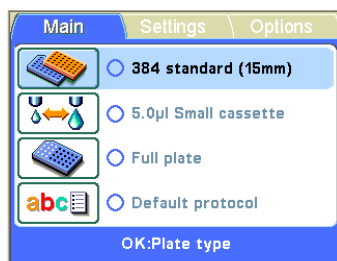 Main Settings Options
384 standard (15mm)
5.0µl Small cassette
Full plate
abc Default protocol
OK:Plate type